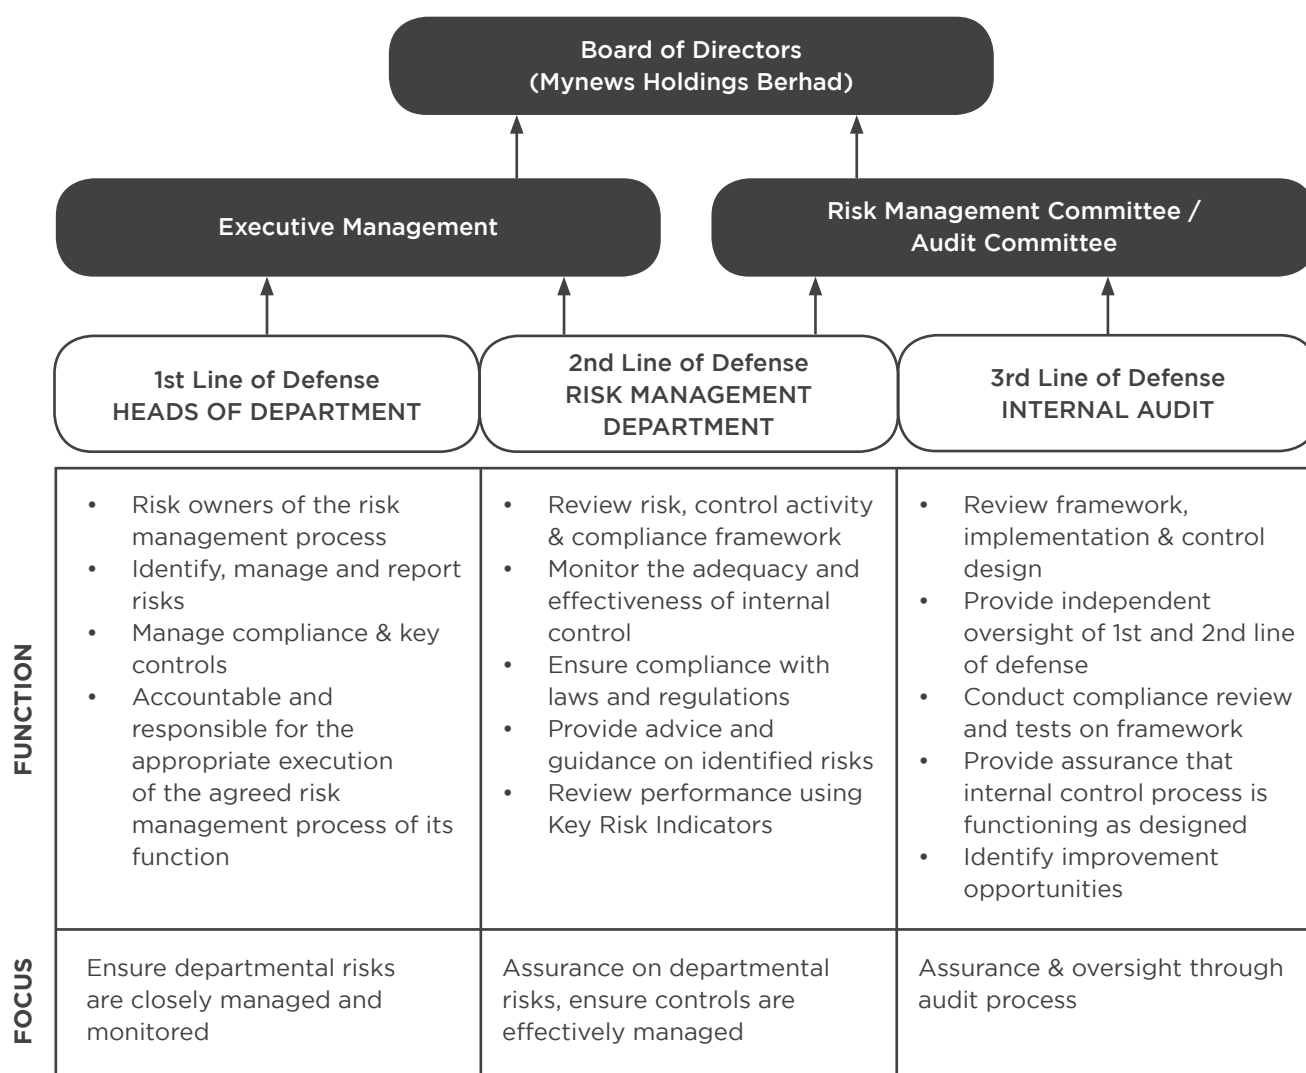 Board of Directors
(Mynews Holdings Berhad)
Executive Management
Risk Management Committee /
Audit Committee
1st Line of Defense
HEADS OF DEPARTMENT
2nd Line of Defense
RISK MANAGEMENT
DEPARTMENT
3rd Line of Defense
INTERNAL AUDIT
FUNCTION
• Risk owners of the risk
management process
• Identify, manage and report
risks
• Manage compliance & key
controls
• Accountable and
responsible for the
appropriate execution
of the agreed risk
management process of its
function
• Review risk, control activity
& compliance framework
• Monitor the adequacy and
effectiveness of internal
control
• Ensure compliance with
laws and regulations
• Provide advice and
guidance on identified risks
• Review performance using
Key Risk Indicators
• Review framework,
implementation & control
design
• Provide independent
oversight of 1st and 2nd line
of defense
• Conduct compliance review
and tests on framework
• Provide assurance that
internal control process is
functioning as designed
• Identify improvement
opportunities
FOCUS
Ensure departmental risks
are closely managed and
monitored
Assurance on departmental
risks, ensure controls are
effectively managed
Assurance & oversight through
audit process